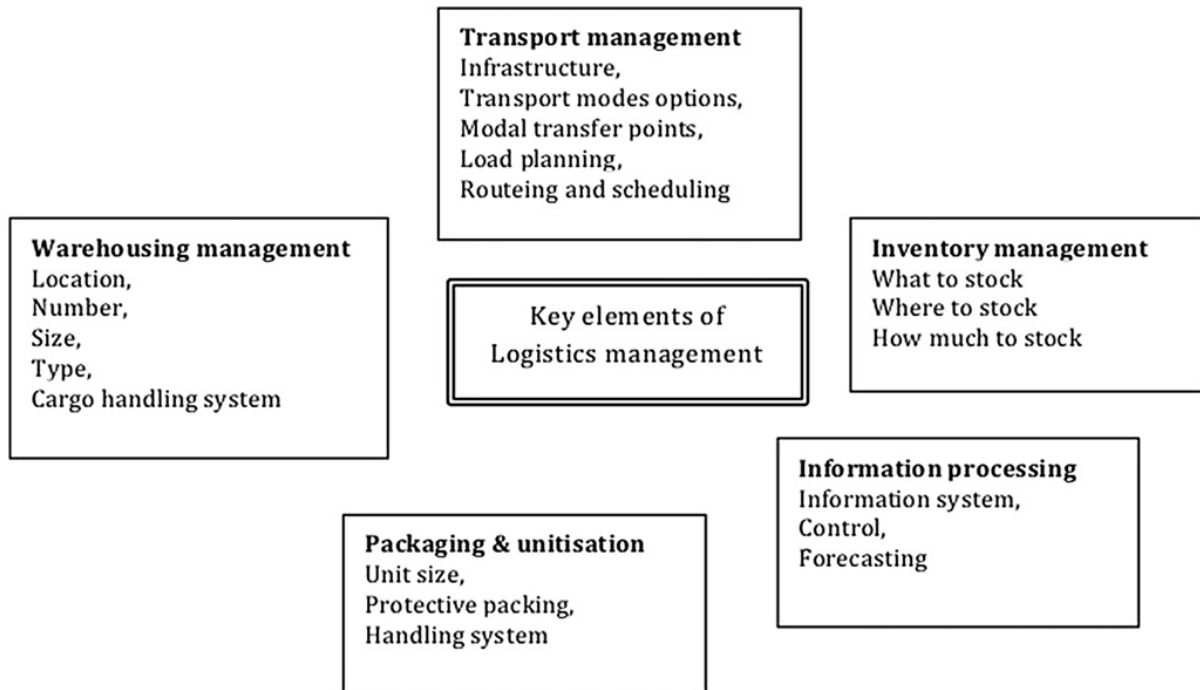 Transport management
Infrastructure,
Transport modes options,
Modal transfer points,
Load planning,
Routeing and scheduling
Warehousing management
Location,
Number,
Size,
Type,
Cargo handling system
Key elements of
Logistics management
Inventory management
What to stock
Where to stock
How much to stock
Information processing
Information system,
Control,
Forecasting
Packaging & unitisation
Unit size,
Protective packing,
Handling system